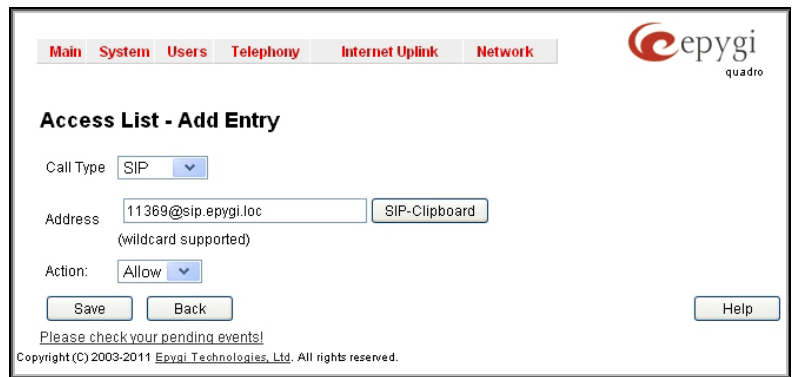 Main System Users Telephony Internet Uplink Network
epygi
quadro
Access List - Add Entry
Call Type SIP
Address 11369@sip.epygi.loc SIP-Clipboard
(wildcard supported)
Action: Allow
Save Back Help
Please check your pending events!
Copyright (C) 2003-2011 Epygi Technologies, Ltd. All rights reserved.